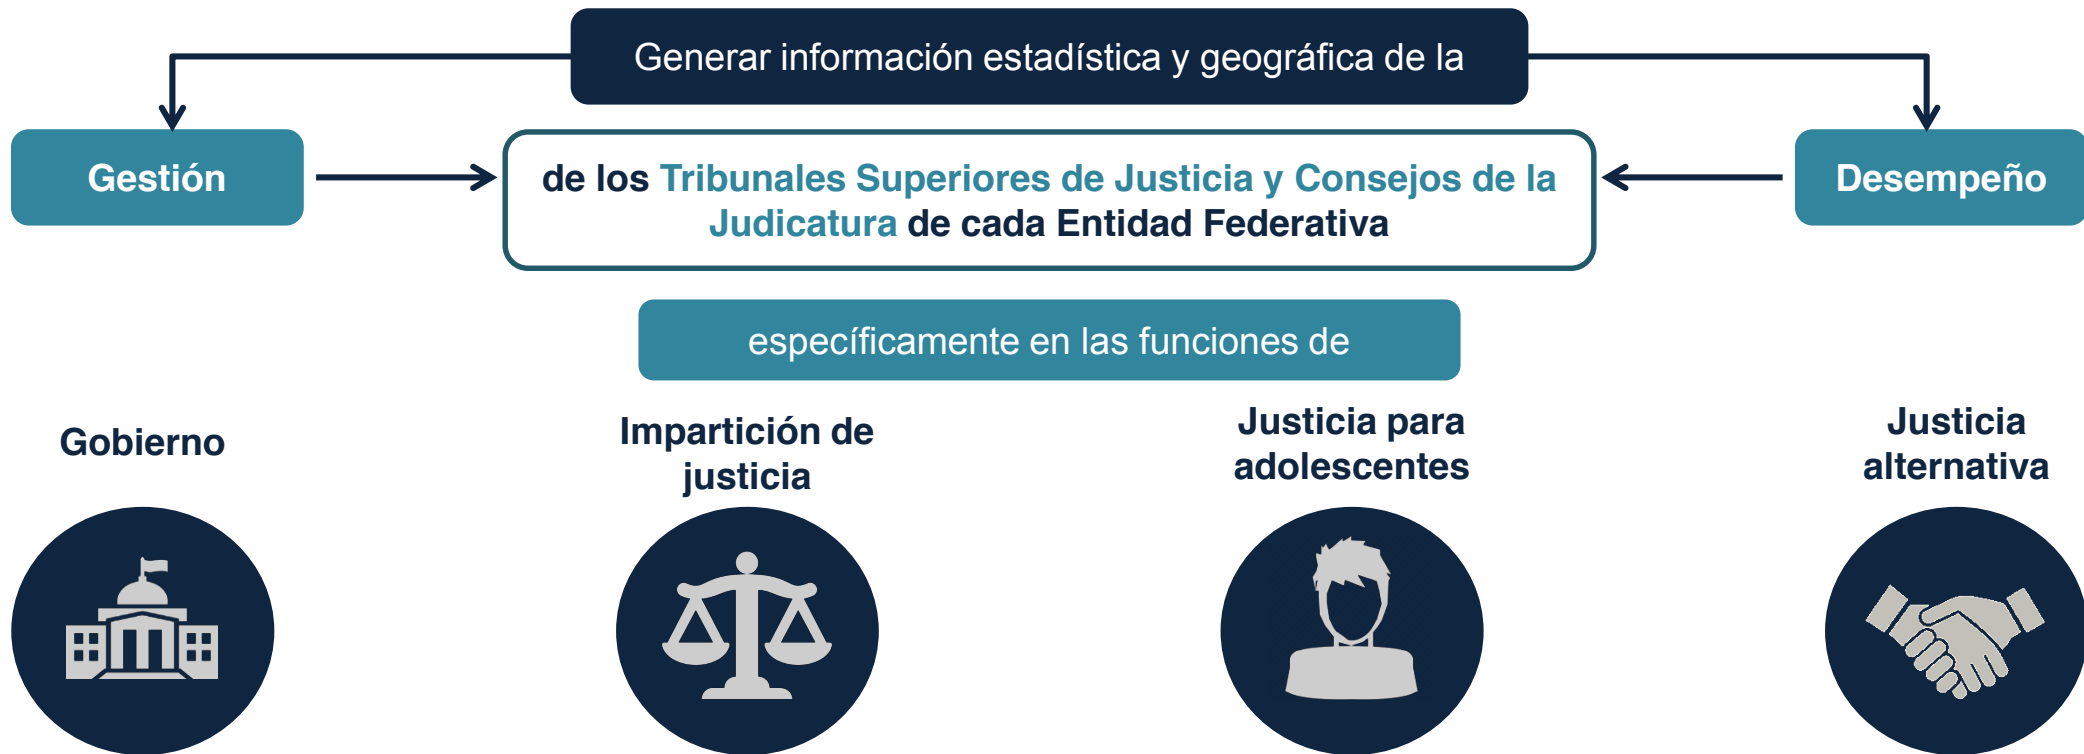 Generar información estadística y geográfica de la
Gestión
de los Tribunales Superiores de Justicia y Consejos de la
Judicatura de cada Entidad Federativa
Desempeño
específicamente en las funciones de
Gobierno
Impartición de
justicia
Justicia para
adolescentes
Justicia
alternativa